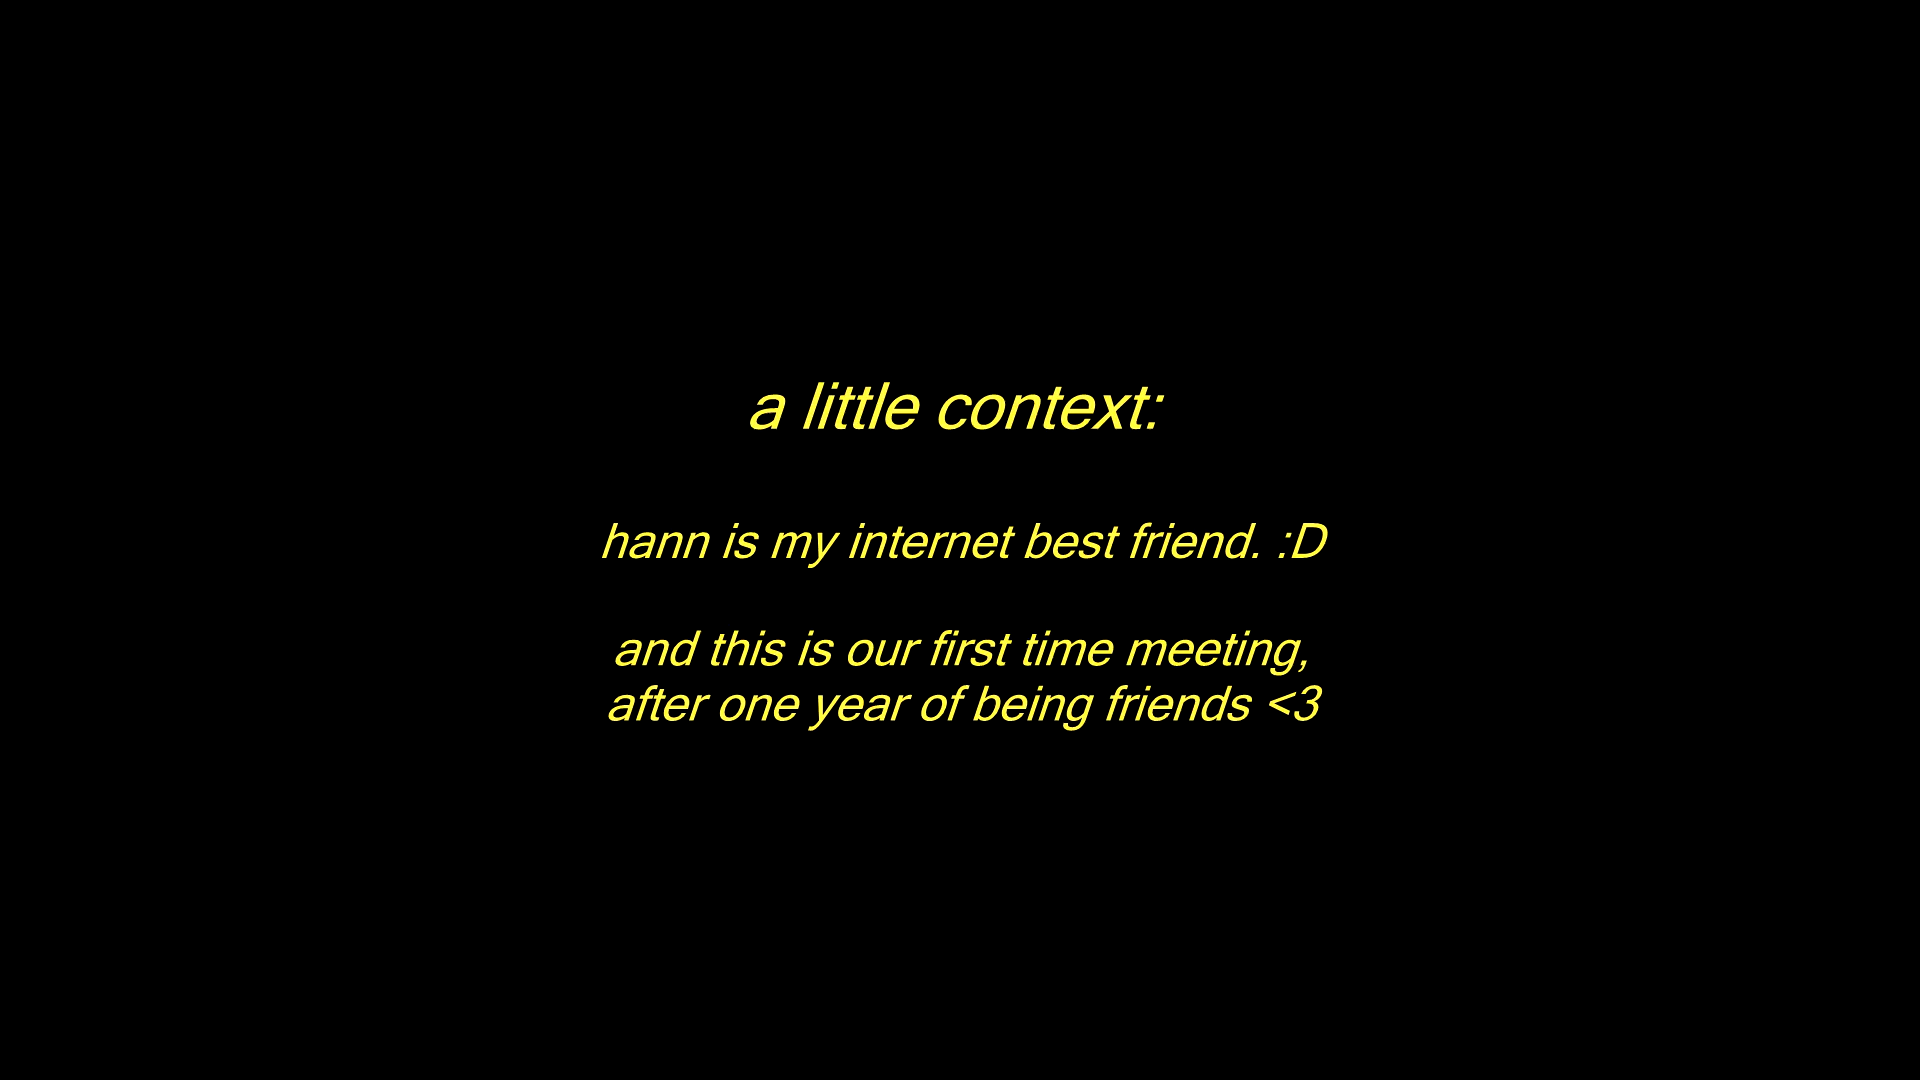 a little context:
hann is my internet best friend. :D
and this is our first time meeting,
after one year of being friends <3